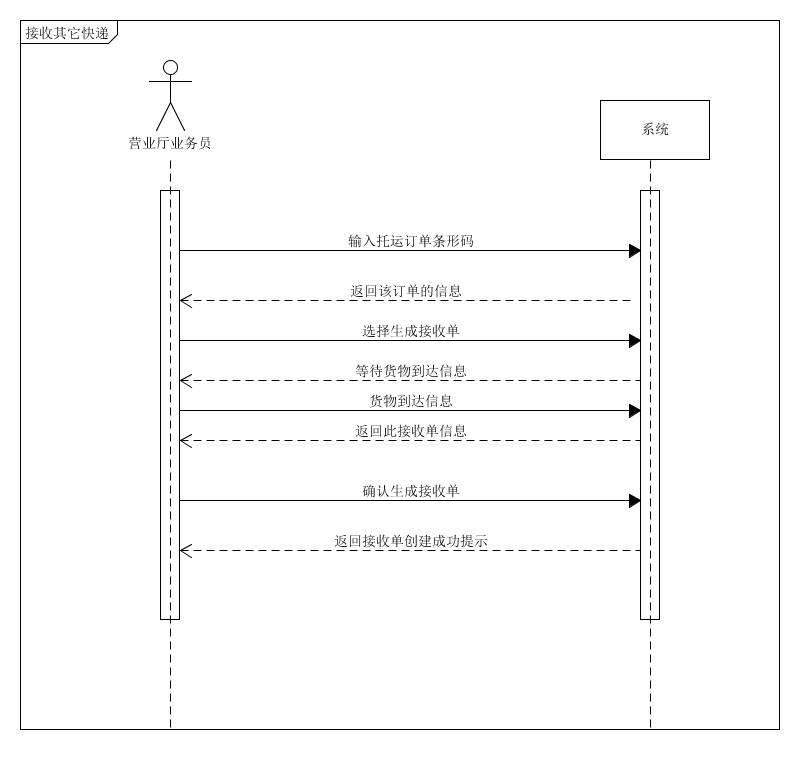 接收其它快递
营业厅业务员
系统
输入托运订单条形码
返回该订单的信息
选择生成接收单
等待货物到达信息
货物到达信息
返回此接收单信息
确认生成接收单
返回接收单创建成功提示